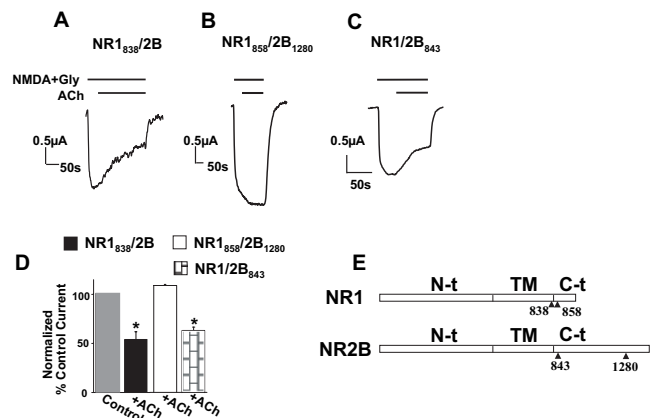 A
B
C
NR1838/2B
NR1858/2B1280
NR1/2B843
NMDA+Gly
ACh
0.5µA
50s
0.5µA
50s
0.5µA
50s
NR1838/2B
NR1858/2B1280
NR1/2B843
D
Normalized
% Control Current
100
50
0
*
*
Control
+ACh
+ACh
+ACh
E
N-t
TM
C-t
NR1
838
858
N-t
TM
C-t
NR2B
843
1280